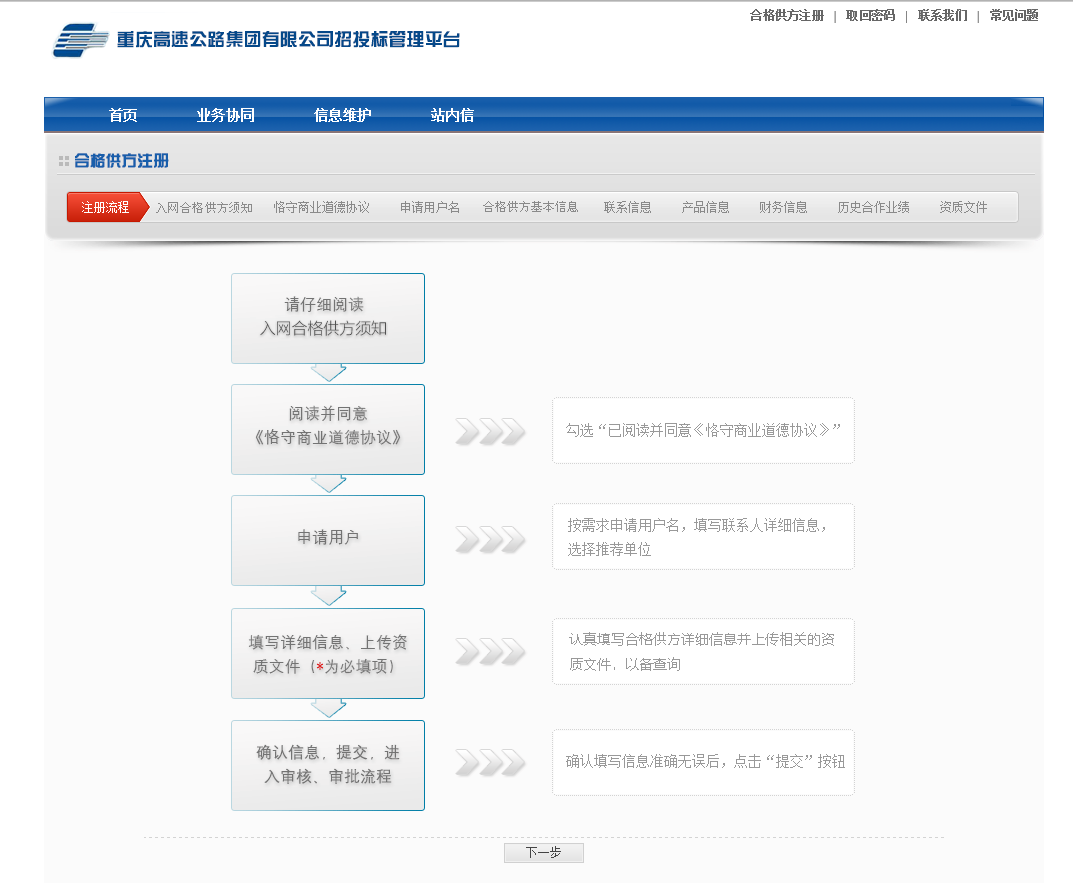 合格供方注册 | 取回密码 | 联系我们 | 常见问题
重庆高速公路集团有限公司招投标管理平台
首页 业务协同 信息维护 站内信
合格供方注册
注册流程 入网合格供方须知 恪守商业道德协议 申请用户名 合格供方基本信息 联系信息 产品信息 财务信息 历史合作业绩 资质文件
请仔细阅读
入网合格供方须知
阅读并同意
《恪守商业道德协议》
勾选“已阅读并同意《恪守商业道德协议》”
申请用户
按需求申请用户名，填写联系人详细信息，
选择推荐单位
填写详细信息、上传资
质文件（*为必填项）
认真填写合格供方详细信息并上传相关的资
质文件，以备查询
确认信息，提交，进
入审核、审批流程
确认填写信息准确无误后，点击“提交”按钮
下一步